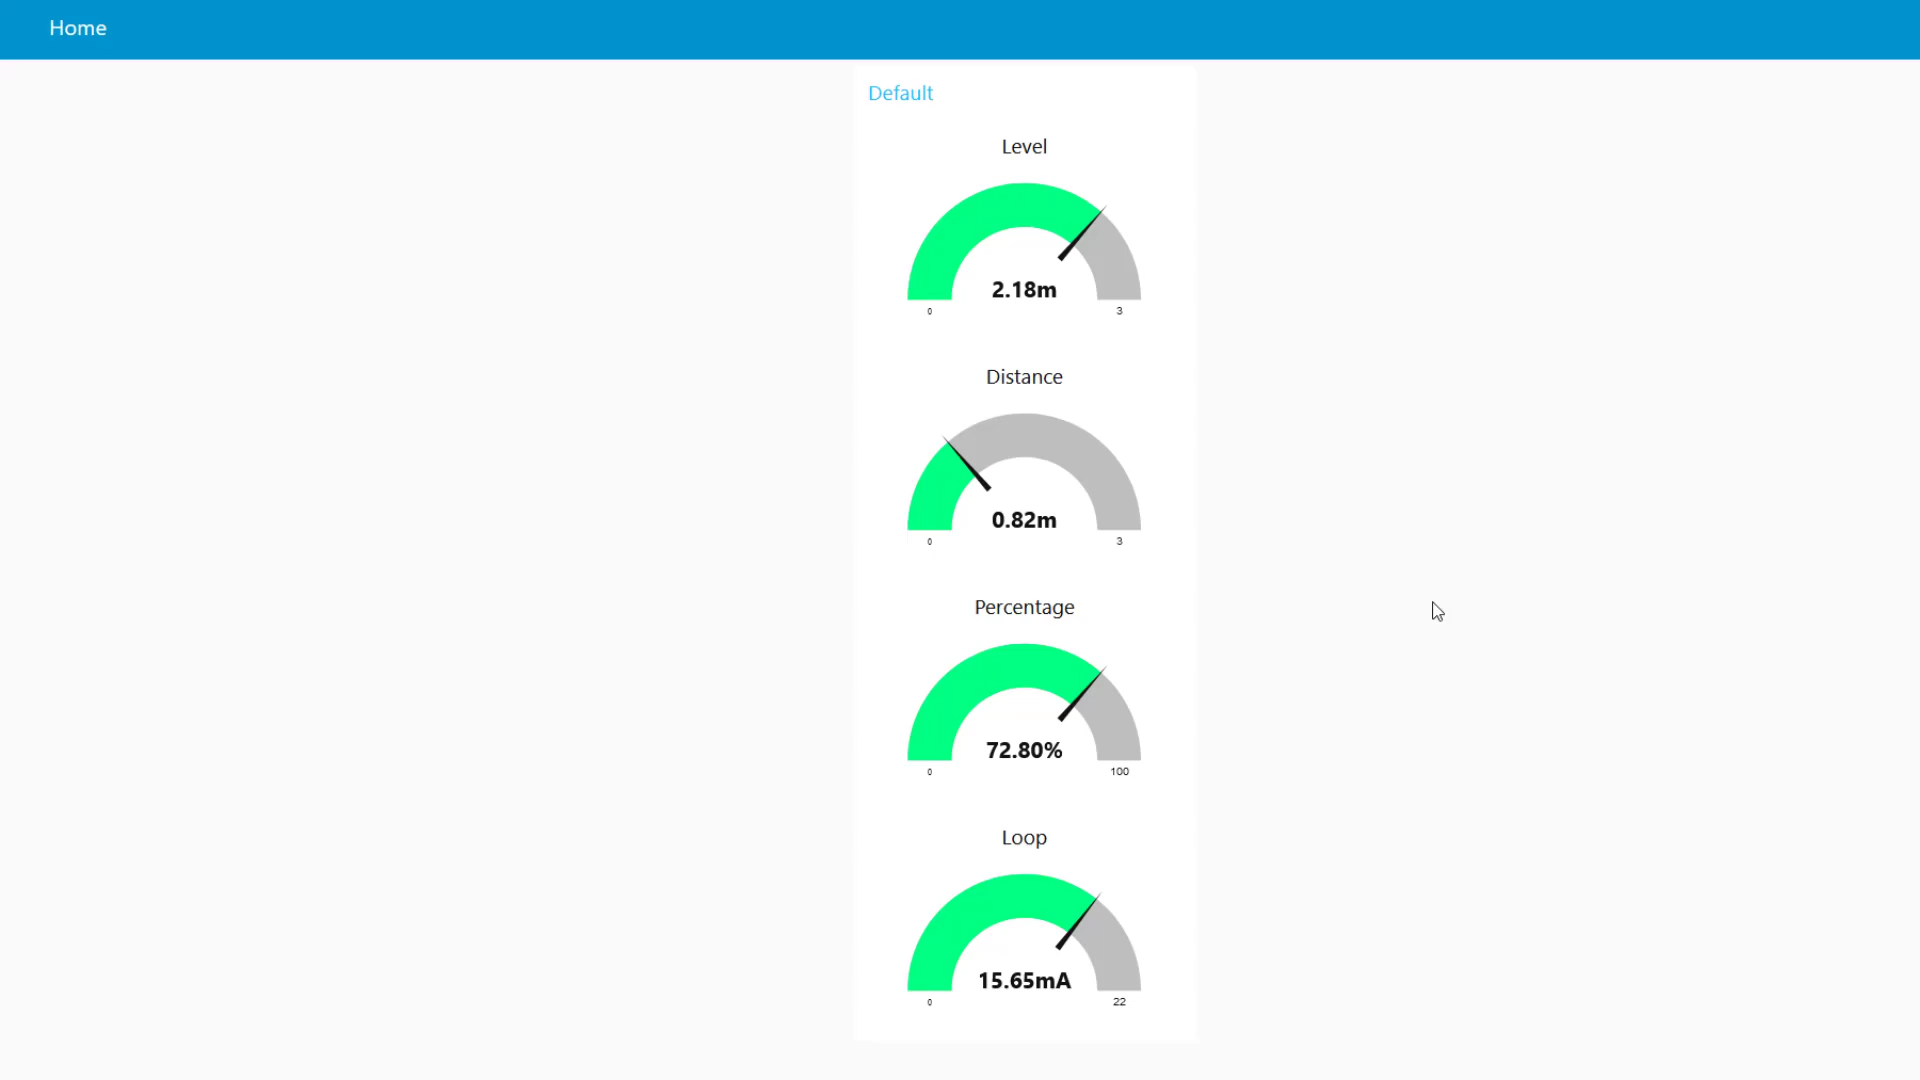 Home
Default
Level
2.18m
0 3
Distance
0.82m
0 3
Percentage
72.80%
0 100
Loop
15.65mA
0 22